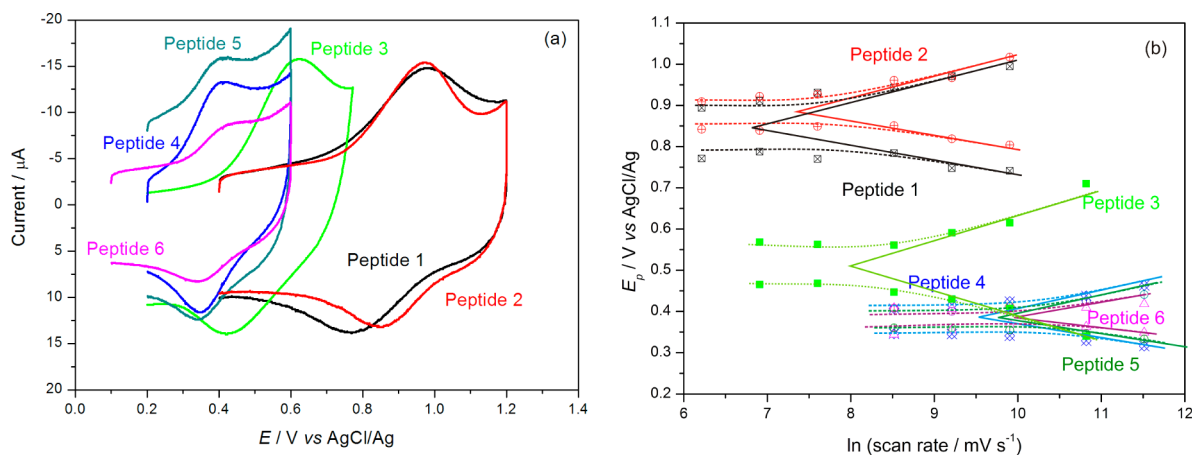 (a)
Peptide 5
Peptide 3
Peptide 4
Peptide 6
Peptide 1
Peptide 2
Current / μA
-20
-15
-10
-5
0
5
10
15
20
0.0
0.2
0.4
0.6
0.8
1.0
1.2
1.4
E / V vs AgCl/Ag
(b)
Peptide 2
Peptide 1
Peptide 3
Peptide 4
Peptide 6
Peptide 5
Ep / V vs AgCl/Ag
1.1
1.0
0.9
0.8
0.7
0.6
0.5
0.4
0.3
0.2
6
7
8
9
10
11
12
ln (scan rate / mV s-1)